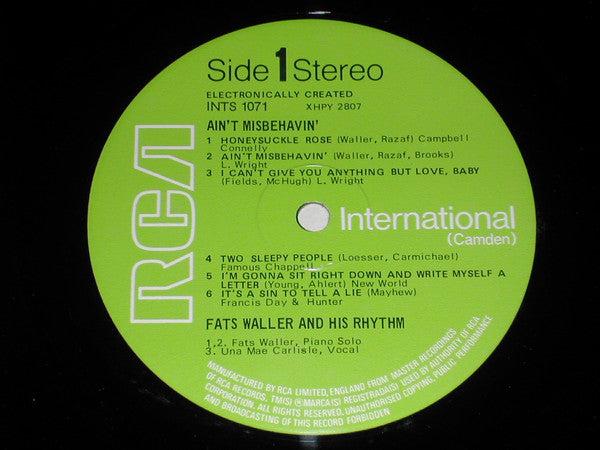 Side 1 Stereo
ELECTRONICALLY CREATED
INTS 1071 XHPY 2807
AIN'T MISBEHAVIN'
1 HONEYSUCKLE ROSE (Waller, Razaf) Campbell
Connelly
2 AIN'T MISBEHAVIN' (Waller, Razaf, Brooks)
L. Wright
3 I CAN'T GIVE YOU ANYTHING BUT LOVE, BABY
(Fields, McHugh) L. Wright
RCA
International
(Camden)
4 TWO SLEEPY PEOPLE (Loesser, Carmichael)
Famous Chappell
5 I'M GONNA SIT RIGHT DOWN AND WRITE MYSELF A
LETTER (Young, Ahlert) New World
6 IT'S A SIN TO TELL A LIE (Mayhew)
Francis Day & Hunter
FATS WALLER AND HIS RHYTHM
1,2. Fats Waller, Piano Solo
3. Una Mae Carlisle, Vocal
MANUFACTURED BY RCA LIMITED, ENGLAND FROM MASTER RECORDINGS
OF RCA RECORDS. TM(S) ®MARCA(S) REGISTRADA(S) USED BY AUTHORITY OF RCA
CORPORATION. ALL RIGHTS RESERVED. UNAUTHORISED COPYING, PUBLIC PERFORMANCE
AND BROADCASTING OF THIS RECORD FORBIDDEN